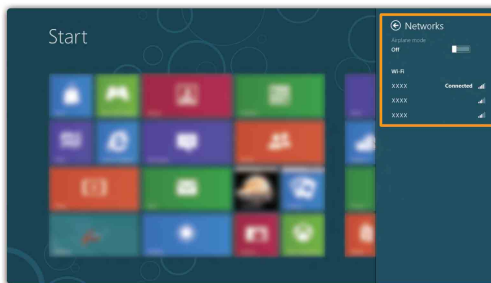 Start
Networks
Airplane mode
Off
Wi-Fi
XXXX Connected
XXXX
XXXX